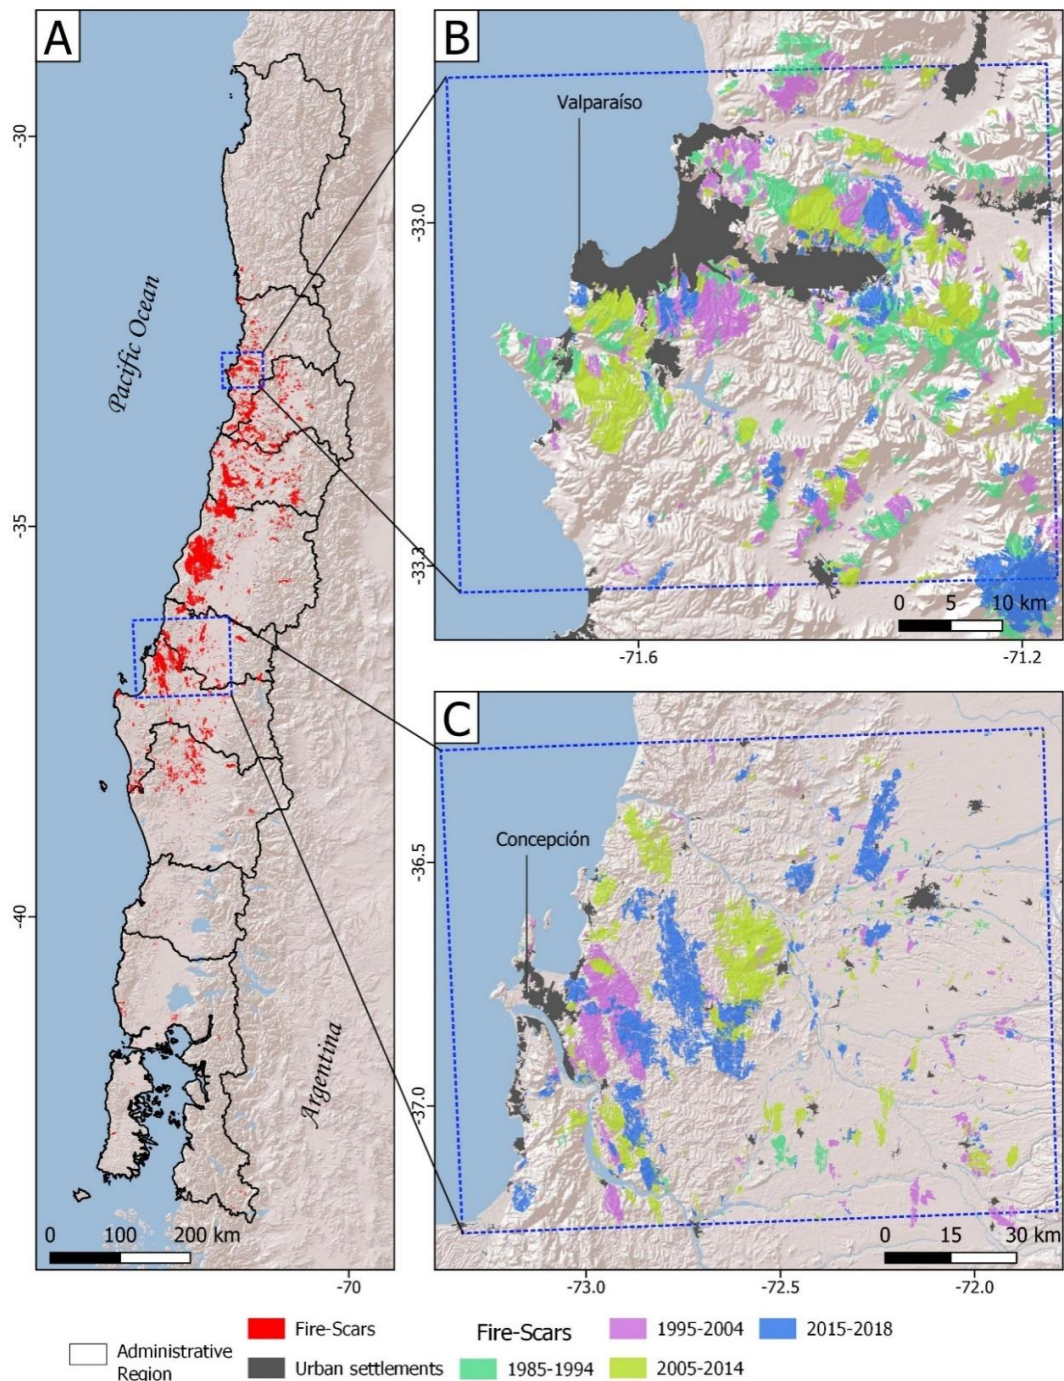 A
-30
-35
-40
Pacific Ocean
Argentina
0 100 200 km
-70
B
Valparaíso
-33.0
-33.3
0 5 10 km
-71.6
-71.2
C
Concepción
-36.5
-37.0
0 15 30 km
-73.0
-72.5
-72.0
Administrative
Region
Fire-Scars
Urban settlements
Fire-Scars
1985-1994
1995-2004
2005-2014
2015-2018